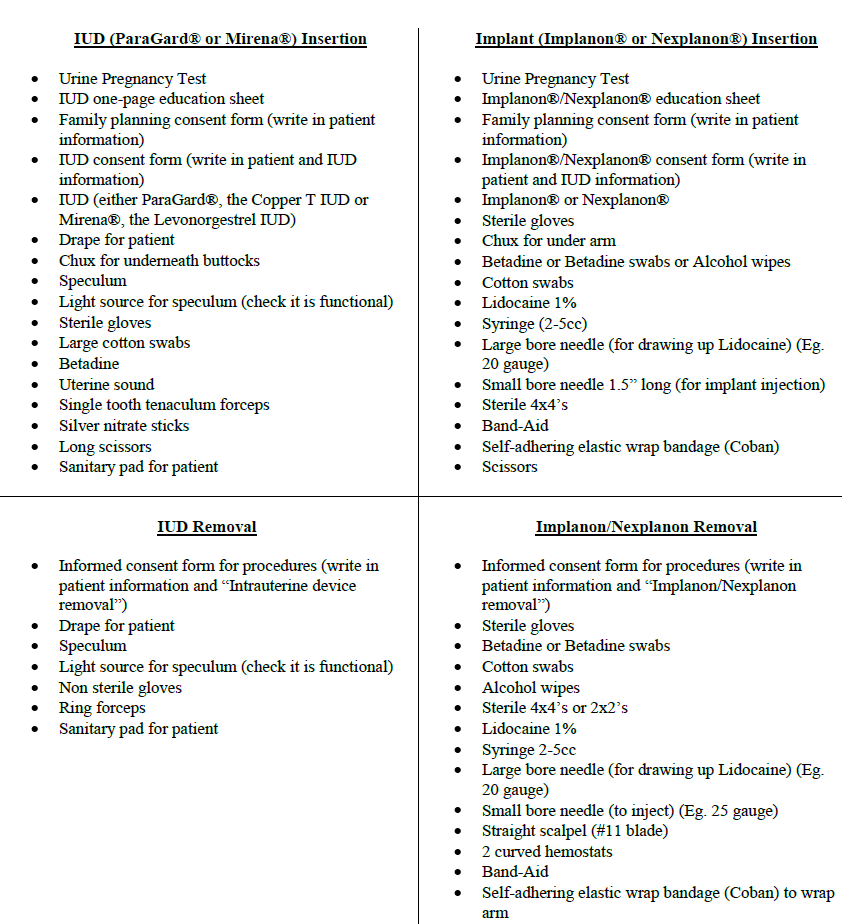 IUD (ParaGard® or Mirena®) Insertion
• Urine Pregnancy Test
• IUD one-page education sheet
• Family planning consent form (write in patient
information)
• IUD consent form (write in patient and IUD
information)
• IUD (either ParaGard®, the Copper T IUD or
Mirena®, the Levonorgestrel IUD)
• Drape for patient
• Chux for underneath buttocks
• Speculum
• Light source for speculum (check it is functional)
• Sterile gloves
• Large cotton swabs
• Betadine
• Uterine sound
• Single tooth tenaculum forceps
• Silver nitrate sticks
• Long scissors
• Sanitary pad for patient
Implant (Implanon® or Nexplanon®) Insertion
• Urine Pregnancy Test
• Implanon®/Nexplanon® education sheet
• Family planning consent form (write in patient
information)
• Implanon®/Nexplanon® consent form (write in
patient and IUD information)
• Implanon® or Nexplanon®
• Sterile gloves
• Chux for under arm
• Betadine or Betadine swabs or Alcohol wipes
• Cotton swabs
• Lidocaine 1%
• Syringe (2-5cc)
• Large bore needle (for drawing up Lidocaine) (Eg.
20 gauge)
• Small bore needle 1.5” long (for implant injection)
• Sterile 4x4’s
• Band-Aid
• Self-adhering elastic wrap bandage (Coban)
• Scissors
IUD Removal
• Informed consent form for procedures (write in
patient information and “Intrauterine device
removal”)
• Drape for patient
• Speculum
• Light source for speculum (check it is functional)
• Non sterile gloves
• Ring forceps
• Sanitary pad for patient
Implanon/Nexplanon Removal
• Informed consent form for procedures (write in
patient information and “Implanon/Nexplanon
removal”)
• Sterile gloves
• Betadine or Betadine swabs
• Cotton swabs
• Alcohol wipes
• Sterile 4x4’s or 2x2’s
• Lidocaine 1%
• Syringe 2-5cc
• Large bore needle (for drawing up Lidocaine) (Eg.
20 gauge)
• Small bore needle (to inject) (Eg. 25 gauge)
• Straight scalpel (#11 blade)
• 2 curved hemostats
• Band-Aid
• Self-adhering elastic wrap bandage (Coban) to wrap
arm